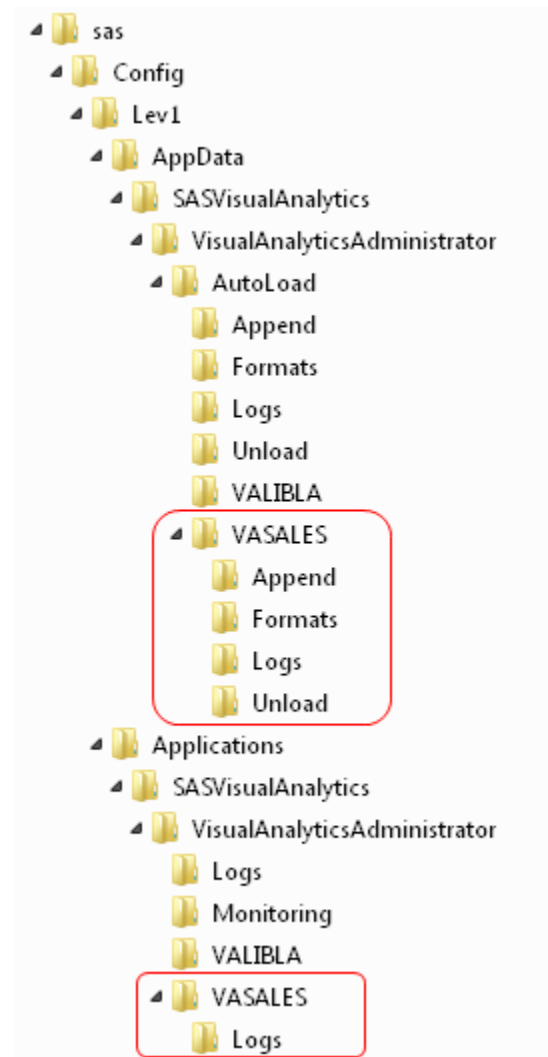 sas
Config
Lev1
AppData
SASVisualAnalytics
VisualAnalyticsAdministrator
AutoLoad
Append
Formats
Logs
Unload
VALIBLA
VASALES
Append
Formats
Logs
Unload
Applications
SASVisualAnalytics
VisualAnalyticsAdministrator
Logs
Monitoring
VALIBLA
VASALES
Logs